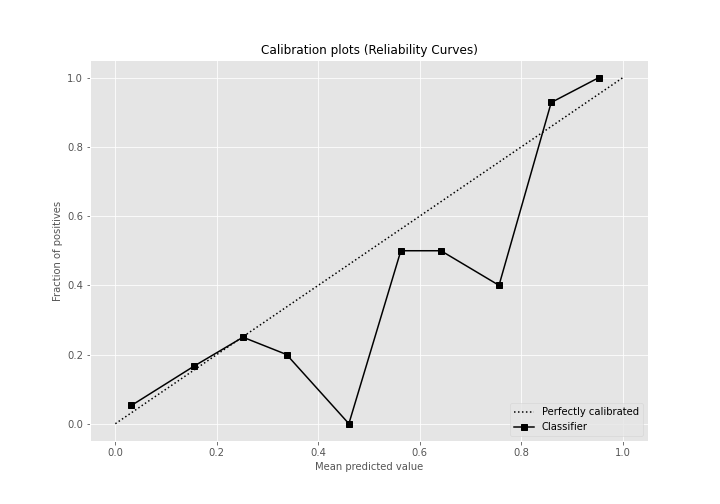 Calibration plots (Reliability Curves)
1.0
0.8
0.6
0.4
0.2
0.0
Fraction of positives
0.0 0.2 0.4 0.6 0.8 1.0
Mean predicted value
Perfectly calibrated
Classifier